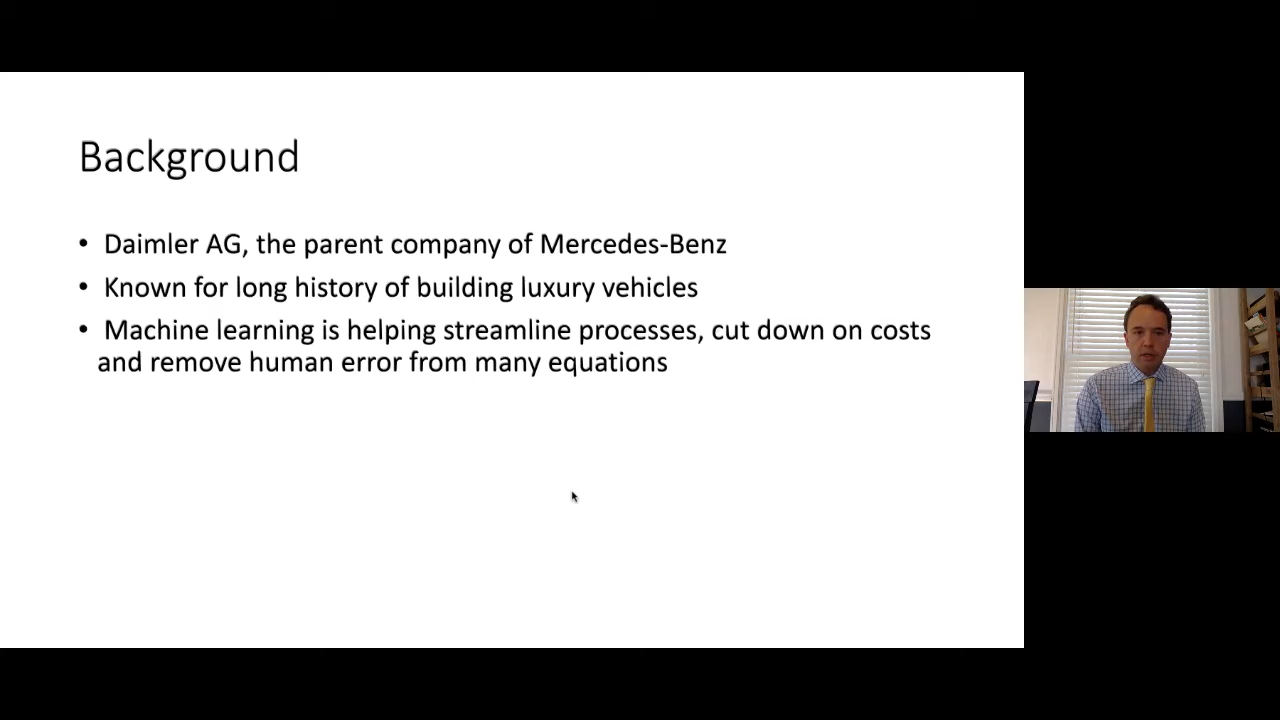 Background
• Daimler AG, the parent company of Mercedes-Benz
• Known for long history of building luxury vehicles
• Machine learning is helping streamline processes, cut down on costs
and remove human error from many equations